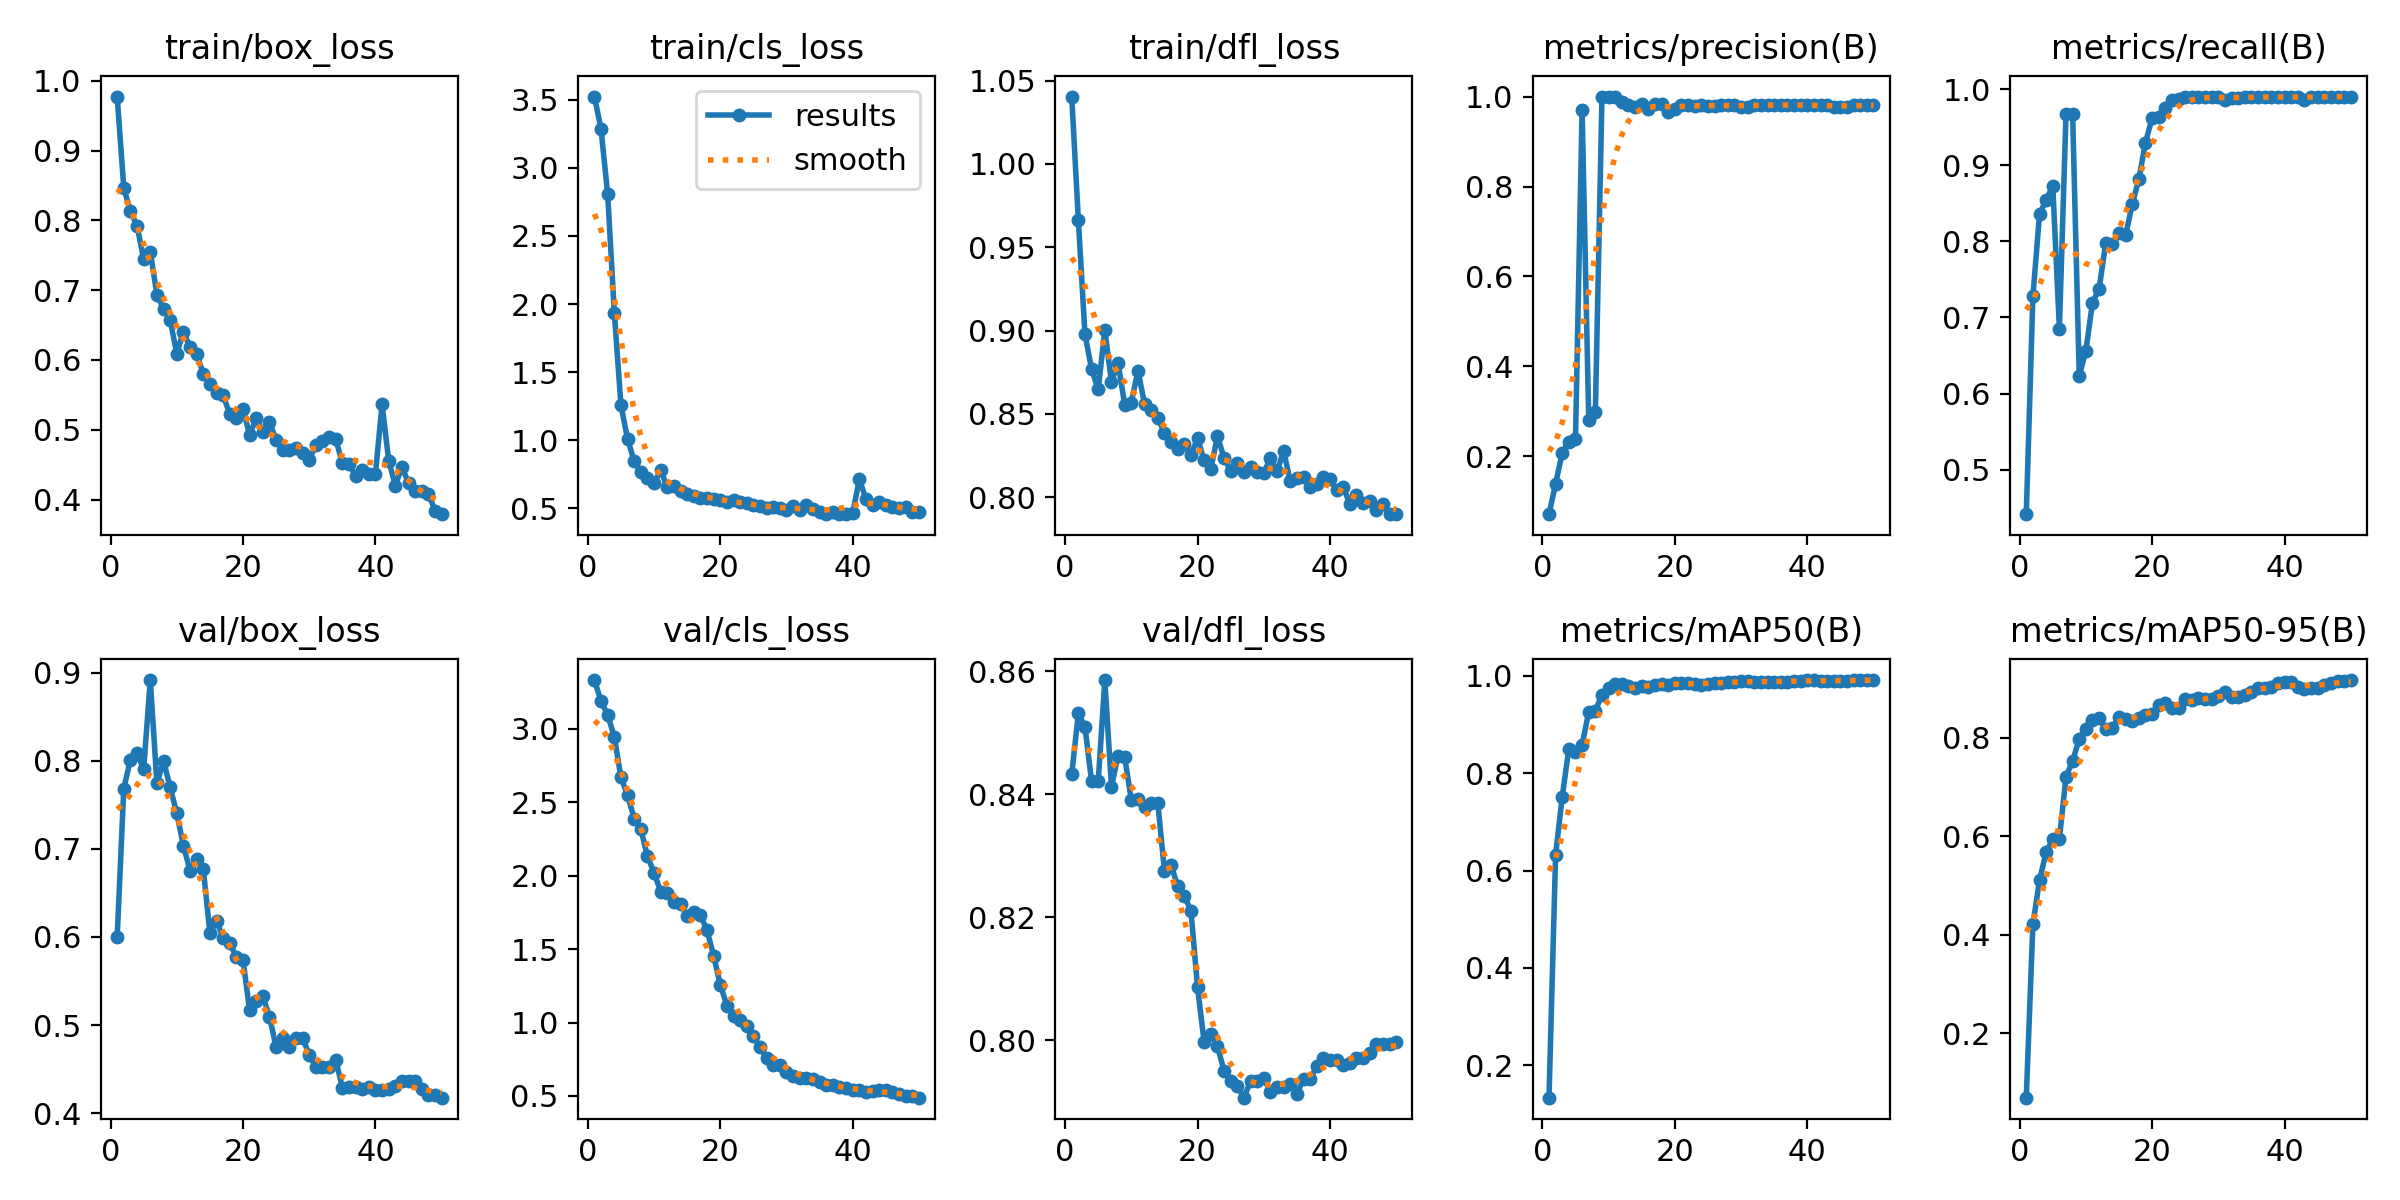 train/box_loss
1.0
0.9
0.8
0.7
0.6
0.5
0.4
0 20 40
train/cls_loss
results
smooth
3.5
3.0
2.5
2.0
1.5
1.0
0.5
0 20 40
train/dfl_loss
1.05
1.00
0.95
0.90
0.85
0.80
0 20 40
metrics/precision(B)
1.0
0.8
0.6
0.4
0.2
0 20 40
metrics/recall(B)
1.0
0.9
0.8
0.7
0.6
0.5
0 20 40
val/box_loss
0.9
0.8
0.7
0.6
0.5
0.4
0 20 40
val/cls_loss
3.0
2.5
2.0
1.5
1.0
0.5
0 20 40
val/dfl_loss
0.86
0.84
0.82
0.80
0 20 40
metrics/mAP50(B)
1.0
0.8
0.6
0.4
0.2
0 20 40
metrics/mAP50-95(B)
0.8
0.6
0.4
0.2
0 20 40